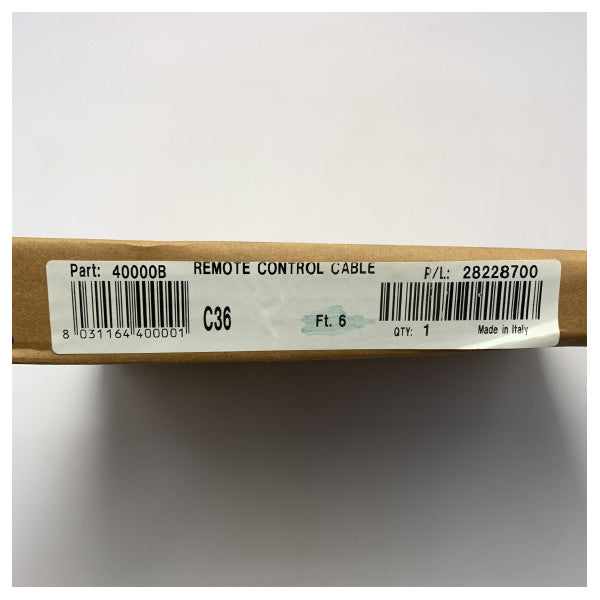 Part: 40000B REMOTE CONTROL CABLE P/L: 28228700
8 031164 400001 C36 Ft. 6 QTY: 1 Made in Italy